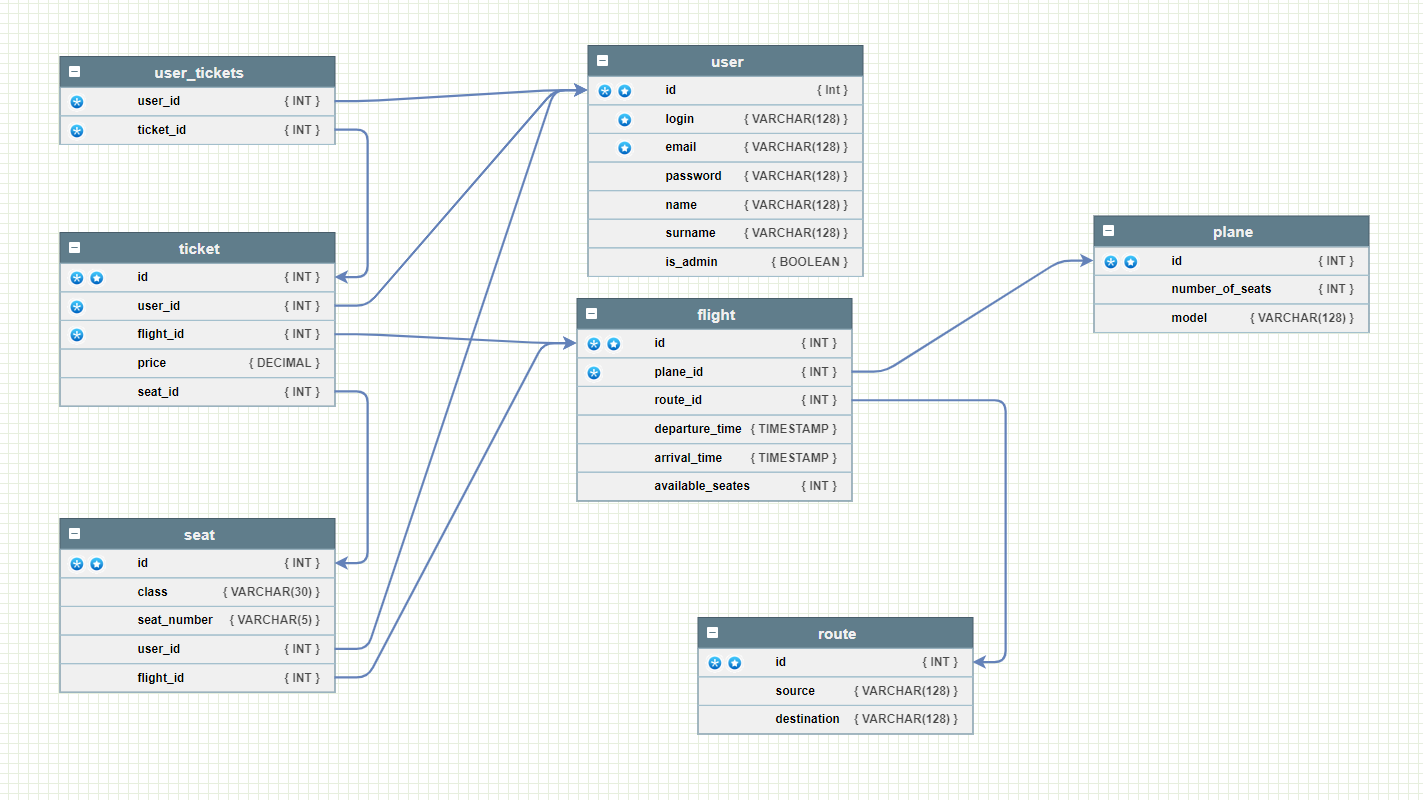 user_tickets
user_id { INT }
ticket_id { INT }
user
id { Int }
login { VARCHAR(128) }
email { VARCHAR(128) }
password { VARCHAR(128) }
name { VARCHAR(128) }
surname { VARCHAR(128) }
is_admin { BOOLEAN }
ticket
id { INT }
user_id { INT }
flight_id { INT }
price { DECIMAL }
seat_id { INT }
flight
id { INT }
plane_id { INT }
route_id { INT }
departure_time { TIMESTAMP }
arrival_time { TIMESTAMP }
available_seates { INT }
plane
id { INT }
number_of_seats { INT }
model { VARCHAR(128) }
seat
id { INT }
class { VARCHAR(30) }
seat_number { VARCHAR(5) }
user_id { INT }
flight_id { INT }
route
id { INT }
source { VARCHAR(128) }
destination { VARCHAR(128) }